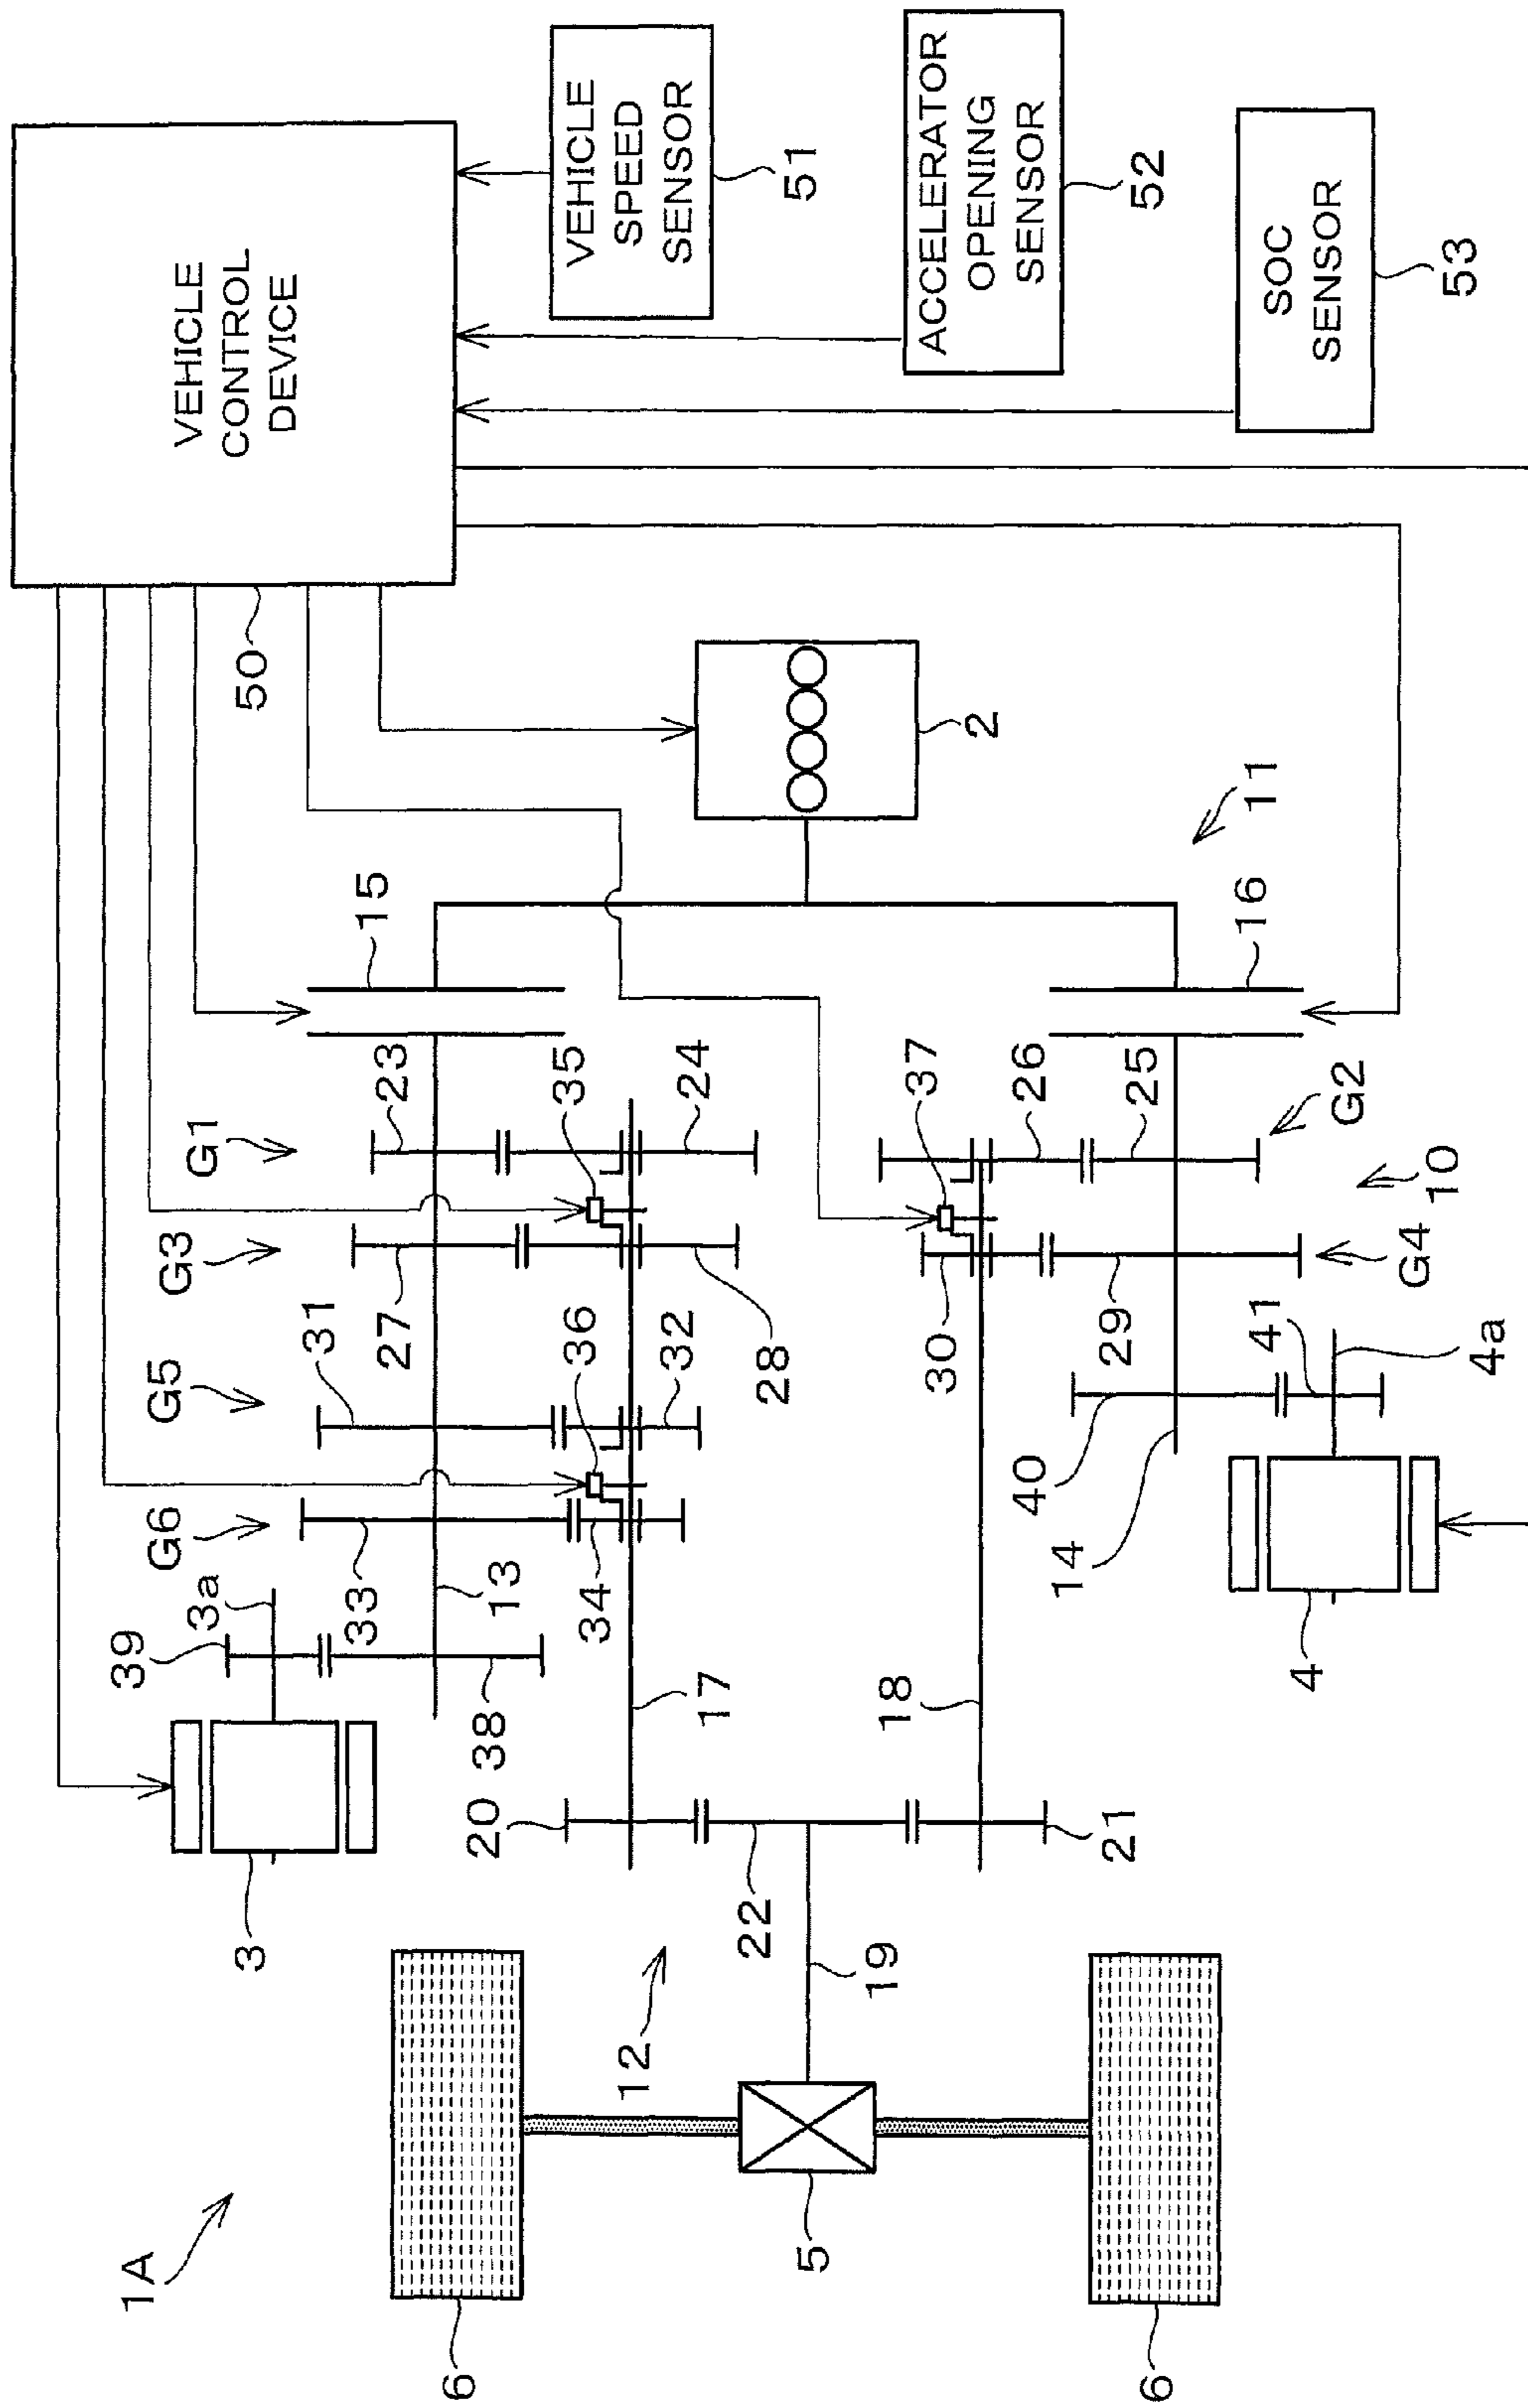 1A
3
39
3a
G6
G5
G3
G1
33
31
27
23
15
50
VEHICLE
CONTROL
DEVICE
38
13
34
36
32
28
35
24
2
VEHICLE
SPEED
SENSOR
51
6
12
20
17
22
19
5
18
21
30
37
26
25
16
11
ACCELERATOR
OPENING
SENSOR
52
6
4
14
40
41
4a
29
G4
10
G2
SOC
SENSOR
53